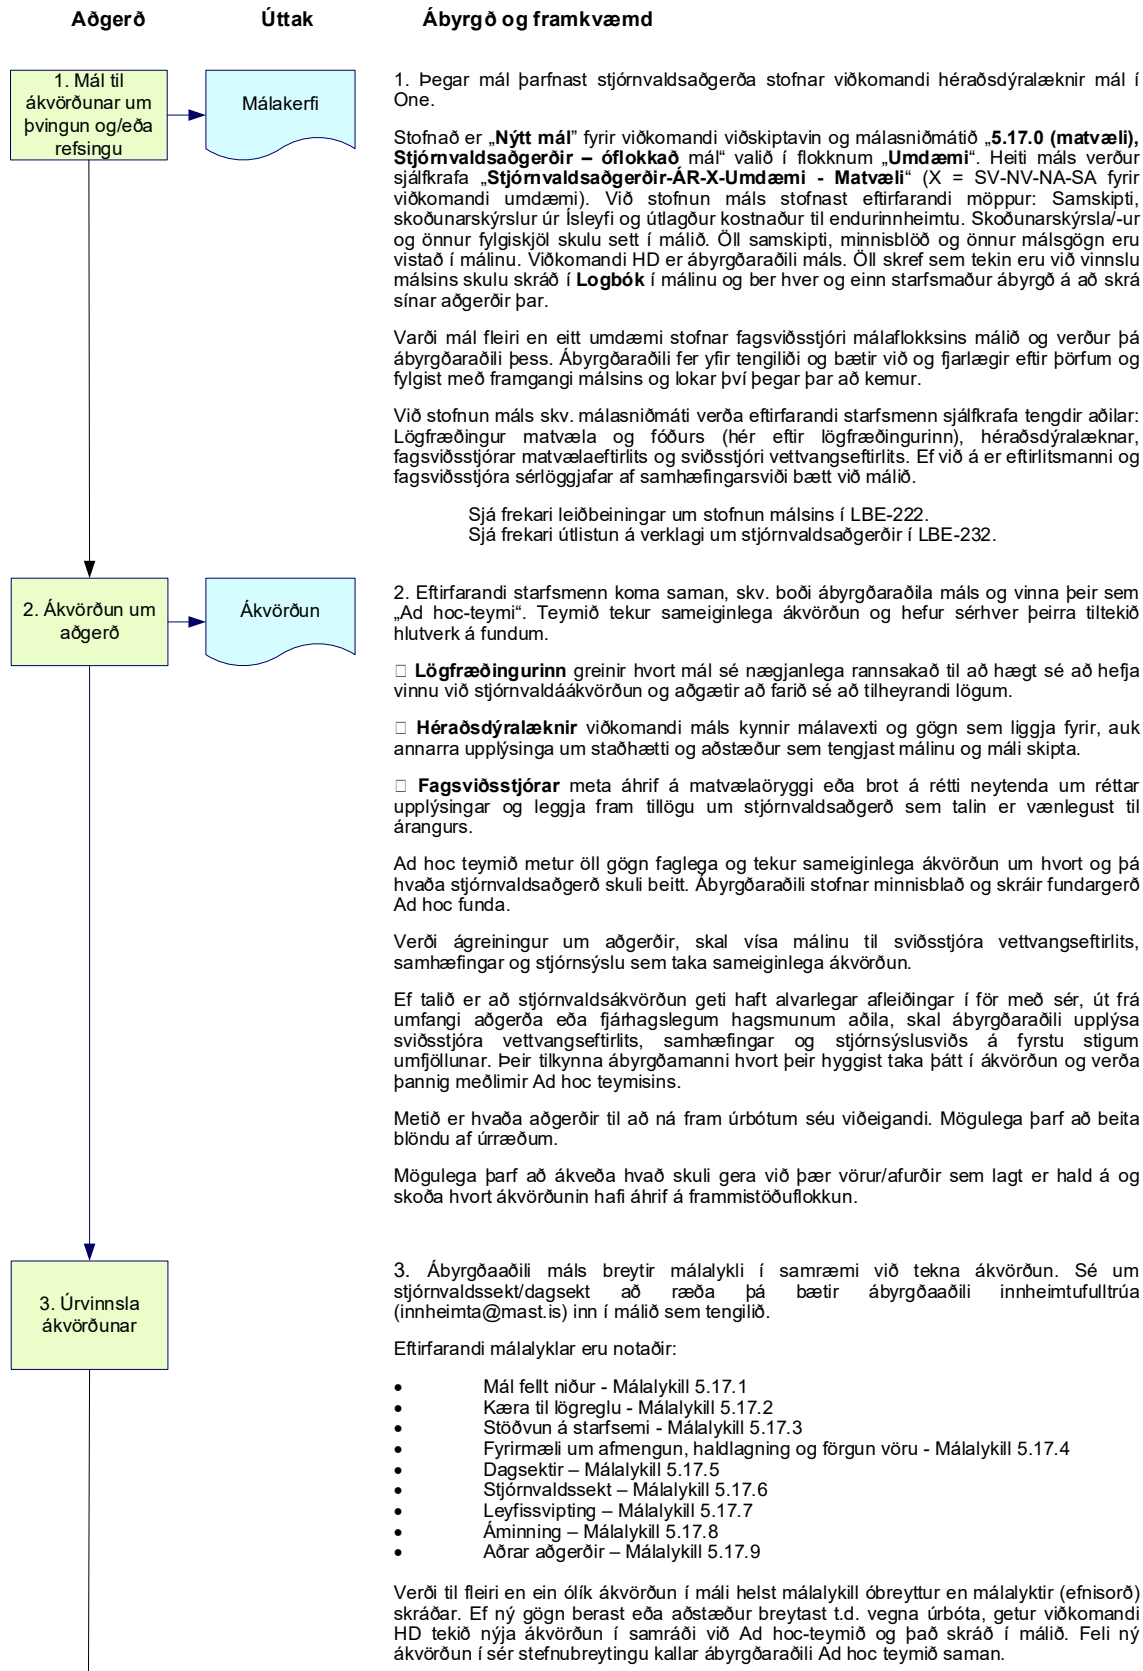 Aðgerð Úttak Ábyrgð og framkvæmd
1. Mál til
ákvörðunar um
þvingun og/eða
refsingu
Málakerfi
1. Þegar mál þarfnast stjórnvaldsaðgerða stofnar viðkomandi héraðsdýralæknir mál í
One.
Stofnað er „Nýtt mál” fyrir viðkomandi viðskiptavin og málasniðmátið „5.17.0 (matvæli),
Stjórnvaldsaðgerðir – óflokkað mál“ valið í flokknum „Umdæmi“. Heiti máls verður
sjálfkrafa „Stjórnvaldsaðgerðir-ÁR-X-Umdæmi - Matvæli“ (X = SV-NV-NA-SA fyrir
viðkomandi umdæmi). Við stofnun máls stofnast eftirfarandi möppur: Samskipti,
skoðunarskýrslur úr Ísleyfi og útlagður kostnaður til endurinnheimtu. Skoðunarskýrsla/-ur
og önnur fylgiskjöl skulu sett í málið. Öll samskipti, minnisblöð og önnur málsgögn eru
vistað í málinu. Viðkomandi HD er ábyrgðaraðili máls. Öll skref sem tekin eru við vinnslu
málsins skulu skráð í Logbók í málinu og ber hver og einn starfsmaður ábyrgð á að skrá
sínar aðgerðir þar.
Varði mál fleiri en eitt umdæmi stofnar fagsviðsstjóri málaflokksins málið og verður þá
ábyrgðaraðili þess. Ábyrgðaraðili fer yfir tengiliði og bætir við og fjarlægir eftir þörfum og
fylgist með framgangi málsins og lokar því þegar þar að kemur.
Við stofnun máls skv. málasniðmáti verða eftirfarandi starfsmenn sjálfkrafa tengdir aðilar:
Lögfræðingur matvæla og fóðurs (hér eftir lögfræðingurinn), héraðsdýralæknar,
fagsviðsstjórar matvælaeftirlits og sviðsstjóri vettvangseftirlits. Ef við á er eftirlitsmanni og
fagsviðsstjóra sérlöggjafar af samhæfingarsviði bætt við málið.
Sjá frekari leiðbeiningar um stofnun málsins í LBE-222.
Sjá frekari útlistun á verklagi um stjórnvaldsaðgerðir í LBE-232.
2. Ákvörðun um
aðgerð
Ákvörðun
2. Eftirfarandi starfsmenn koma saman, skv. boði ábyrgðaraðila máls og vinna þeir sem
„Ad hoc-teymi“. Teymið tekur sameiginlega ákvörðun og hefur sérhver þeirra tiltekið
hlutverk á fundum.
□ Lögfræðingurinn greinir hvort mál sé nægjanlega rannsakað til að hægt sé að hefja
vinnu við stjórnvaldáákvörðun og aðgætir að farið sé að tilheyrandi lögum.
□ Héraðsdýralæknir viðkomandi máls kynnir málavexti og gögn sem liggja fyrir, auk
annarra upplýsinga um staðhætti og aðstæður sem tengjast málinu og máli skipta.
□ Fagsviðsstjórar meta áhrif á matvælaöryggi eða brot á rétti neytenda um réttar
upplýsingar og leggja fram tillögu um stjórnvaldsaðgerð sem talin er vænlegust til
árangurs.
Ad hoc teymið metur öll gögn faglega og tekur sameiginlega ákvörðun um hvort og þá
hvaða stjórnvaldsaðgerð skuli beitt. Ábyrgðaraðili stofnar minnisblað og skráir fundargerð
Ad hoc funda.
Verði ágreiningur um aðgerðir, skal vísa málinu til sviðsstjóra vettvangseftirlits,
samhæfingar og stjórnsýslu sem taka sameiginlega ákvörðun.
Ef talið er að stjórnvaldsákvörðun geti haft alvarlegar afleiðingar í för með sér, út frá
umfangi aðgerða eða fjárhagslegum hagsmunum aðila, skal ábyrgðaraðili upplýsa
sviðsstjóra vettvangseftirlits, samhæfingar og stjórnsýslusviðs á fyrstu stigum
umfjöllunar. Þeir tilkynna ábyrgðamanni hvort þeir hyggist taka þátt í ákvörðun og verða
þannig meðlimir Ad hoc teymisins.
Metið er hvaða aðgerðir til að ná fram úrbótum séu viðeigandi. Mögulega þarf að beita
blöndu af úrræðum.
Mögulega þarf að ákveða hvað skuli gera við þær vörur/afurðir sem lagt er hald á og
skoða hvort ákvörðunin hafi áhrif á frammistöðuflokkun.
3. Úrvinnsla
ákvörðunar
3. Ábyrgðaaðili máls breytir málalykli í samræmi við tekna ákvörðun. Sé um
stjórnvaldssekt/dagsekt að ræða þá bætir ábyrgðaaðili innheimtufulltrúa
(innheimta@mast.is) inn í málið sem tengilið.
Eftirfarandi málalyklar eru notaðir:
• Mál fellt niður - Málalykill 5.17.1
• Kæra til lögreglu - Málalykill 5.17.2
• Stöðvun á starfsemi - Málalykill 5.17.3
• Fyrirmæli um afmengun, haldlagning og förgun vöru - Málalykill 5.17.4
• Dagsektir – Málalykill 5.17.5
• Stjórnvaldssekt – Málalykill 5.17.6
• Leyfissvipting – Málalykill 5.17.7
• Áminning – Málalykill 5.17.8
• Aðrar aðgerðir – Málalykill 5.17.9
Verði til fleiri en ein ólík ákvörðun í máli helst málalykill óbreyttur en málalyktir (efnisorð)
skráðar. Ef ný gögn berast eða aðstæður breytast t.d. vegna úrbóta, getur viðkomandi
HD tekið nýja ákvörðun í samráði við Ad hoc-teymið og það skráð í málið. Feli ný
ákvörðun í sér stefnubreytingu kallar ábyrgðaraðili Ad hoc teymið saman.